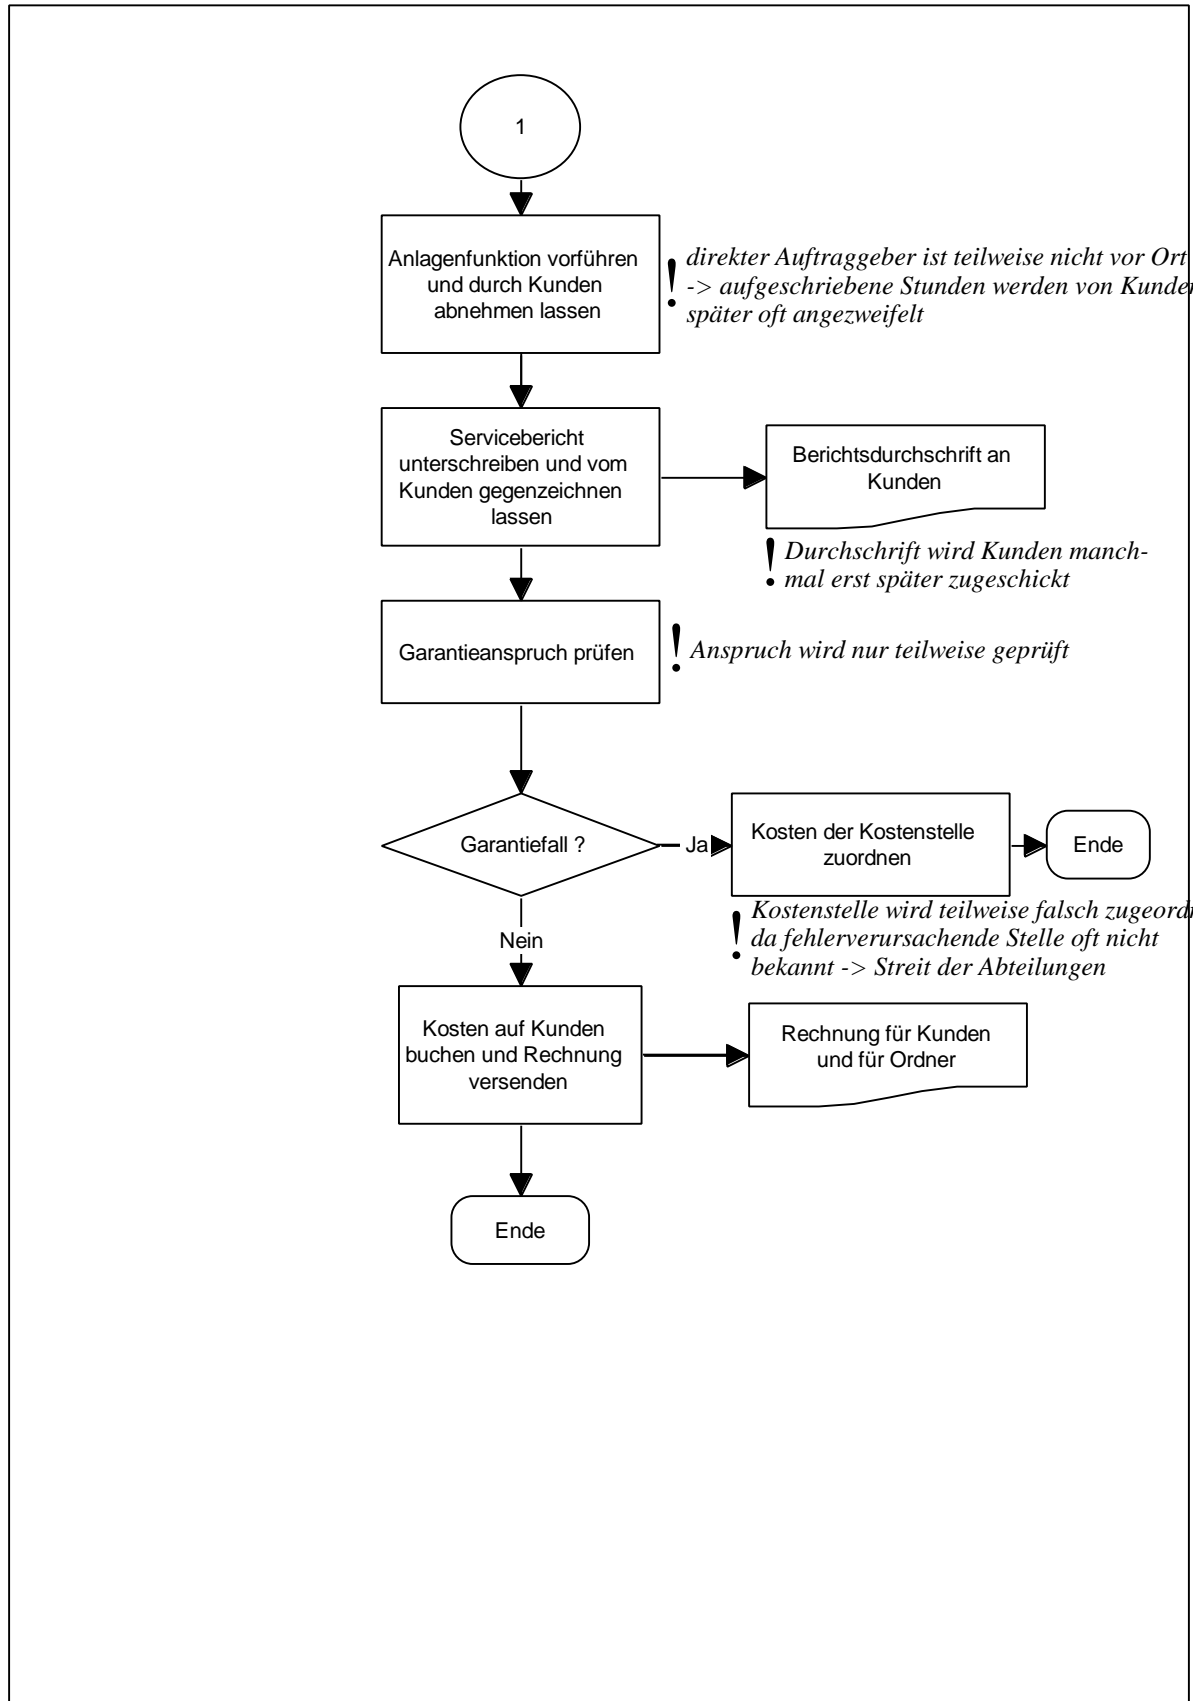 1
Anlagenfunktion vorführen
und durch Kunden
abnehmen lassen
! direkter Auftraggeber ist teilweise nicht vor Ort
-> aufgeschriebene Stunden werden von Kunden
später oft angezweifelt
Servicebericht
unterschreiben und vom
Kunden gegenzeichnen
lassen
Berichtsdurchschrift an
Kunden
! Durchschrift wird Kunden manch-
mal erst später zugeschickt
Garantieanspruch prüfen
! Anspruch wird nur teilweise geprüft
Garantiefall ?
Ja
Kosten der Kostenstelle
zuordnen
Ende
! Kostenstelle wird teilweise falsch
da fehlerverursachende Stelle oft nicht
bekannt -> Streit der Abteilungen
Nein
Kosten auf Kunden
buchen und Rechnung
versenden
Rechnung für Kunden
und für Ordner
Ende